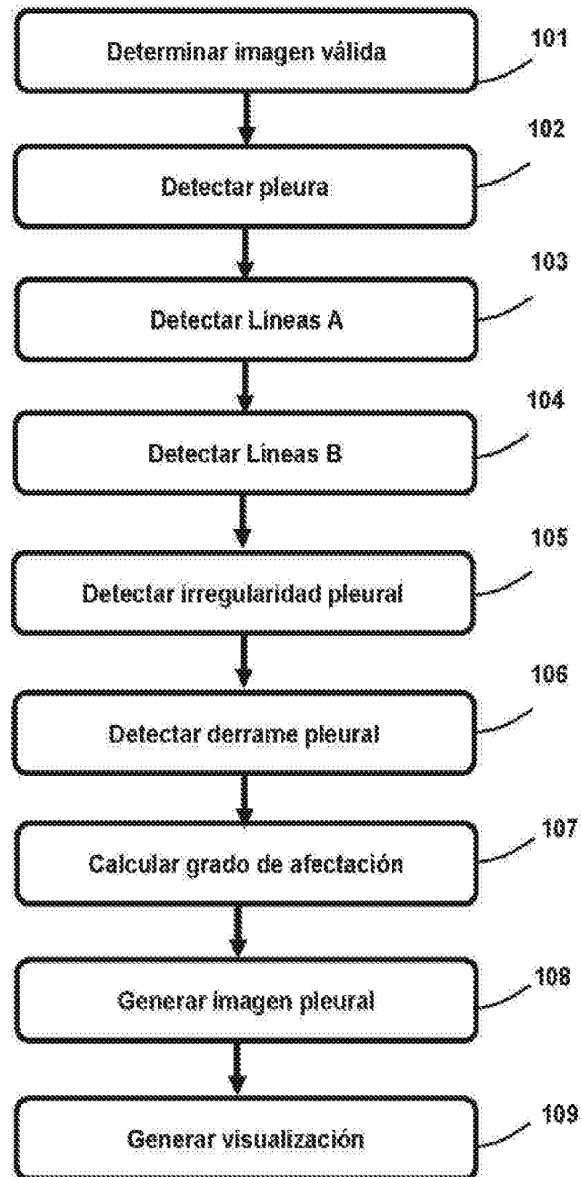 Determinar imagen válida
101
Detectar pleura
102
Detectar Líneas A
103
Detectar Líneas B
104
Detectar irregularidad pleural
105
Detectar derrame pleural
106
Calcular grado de afectación
107
Generar imagen pleural
108
Generar visualización
109